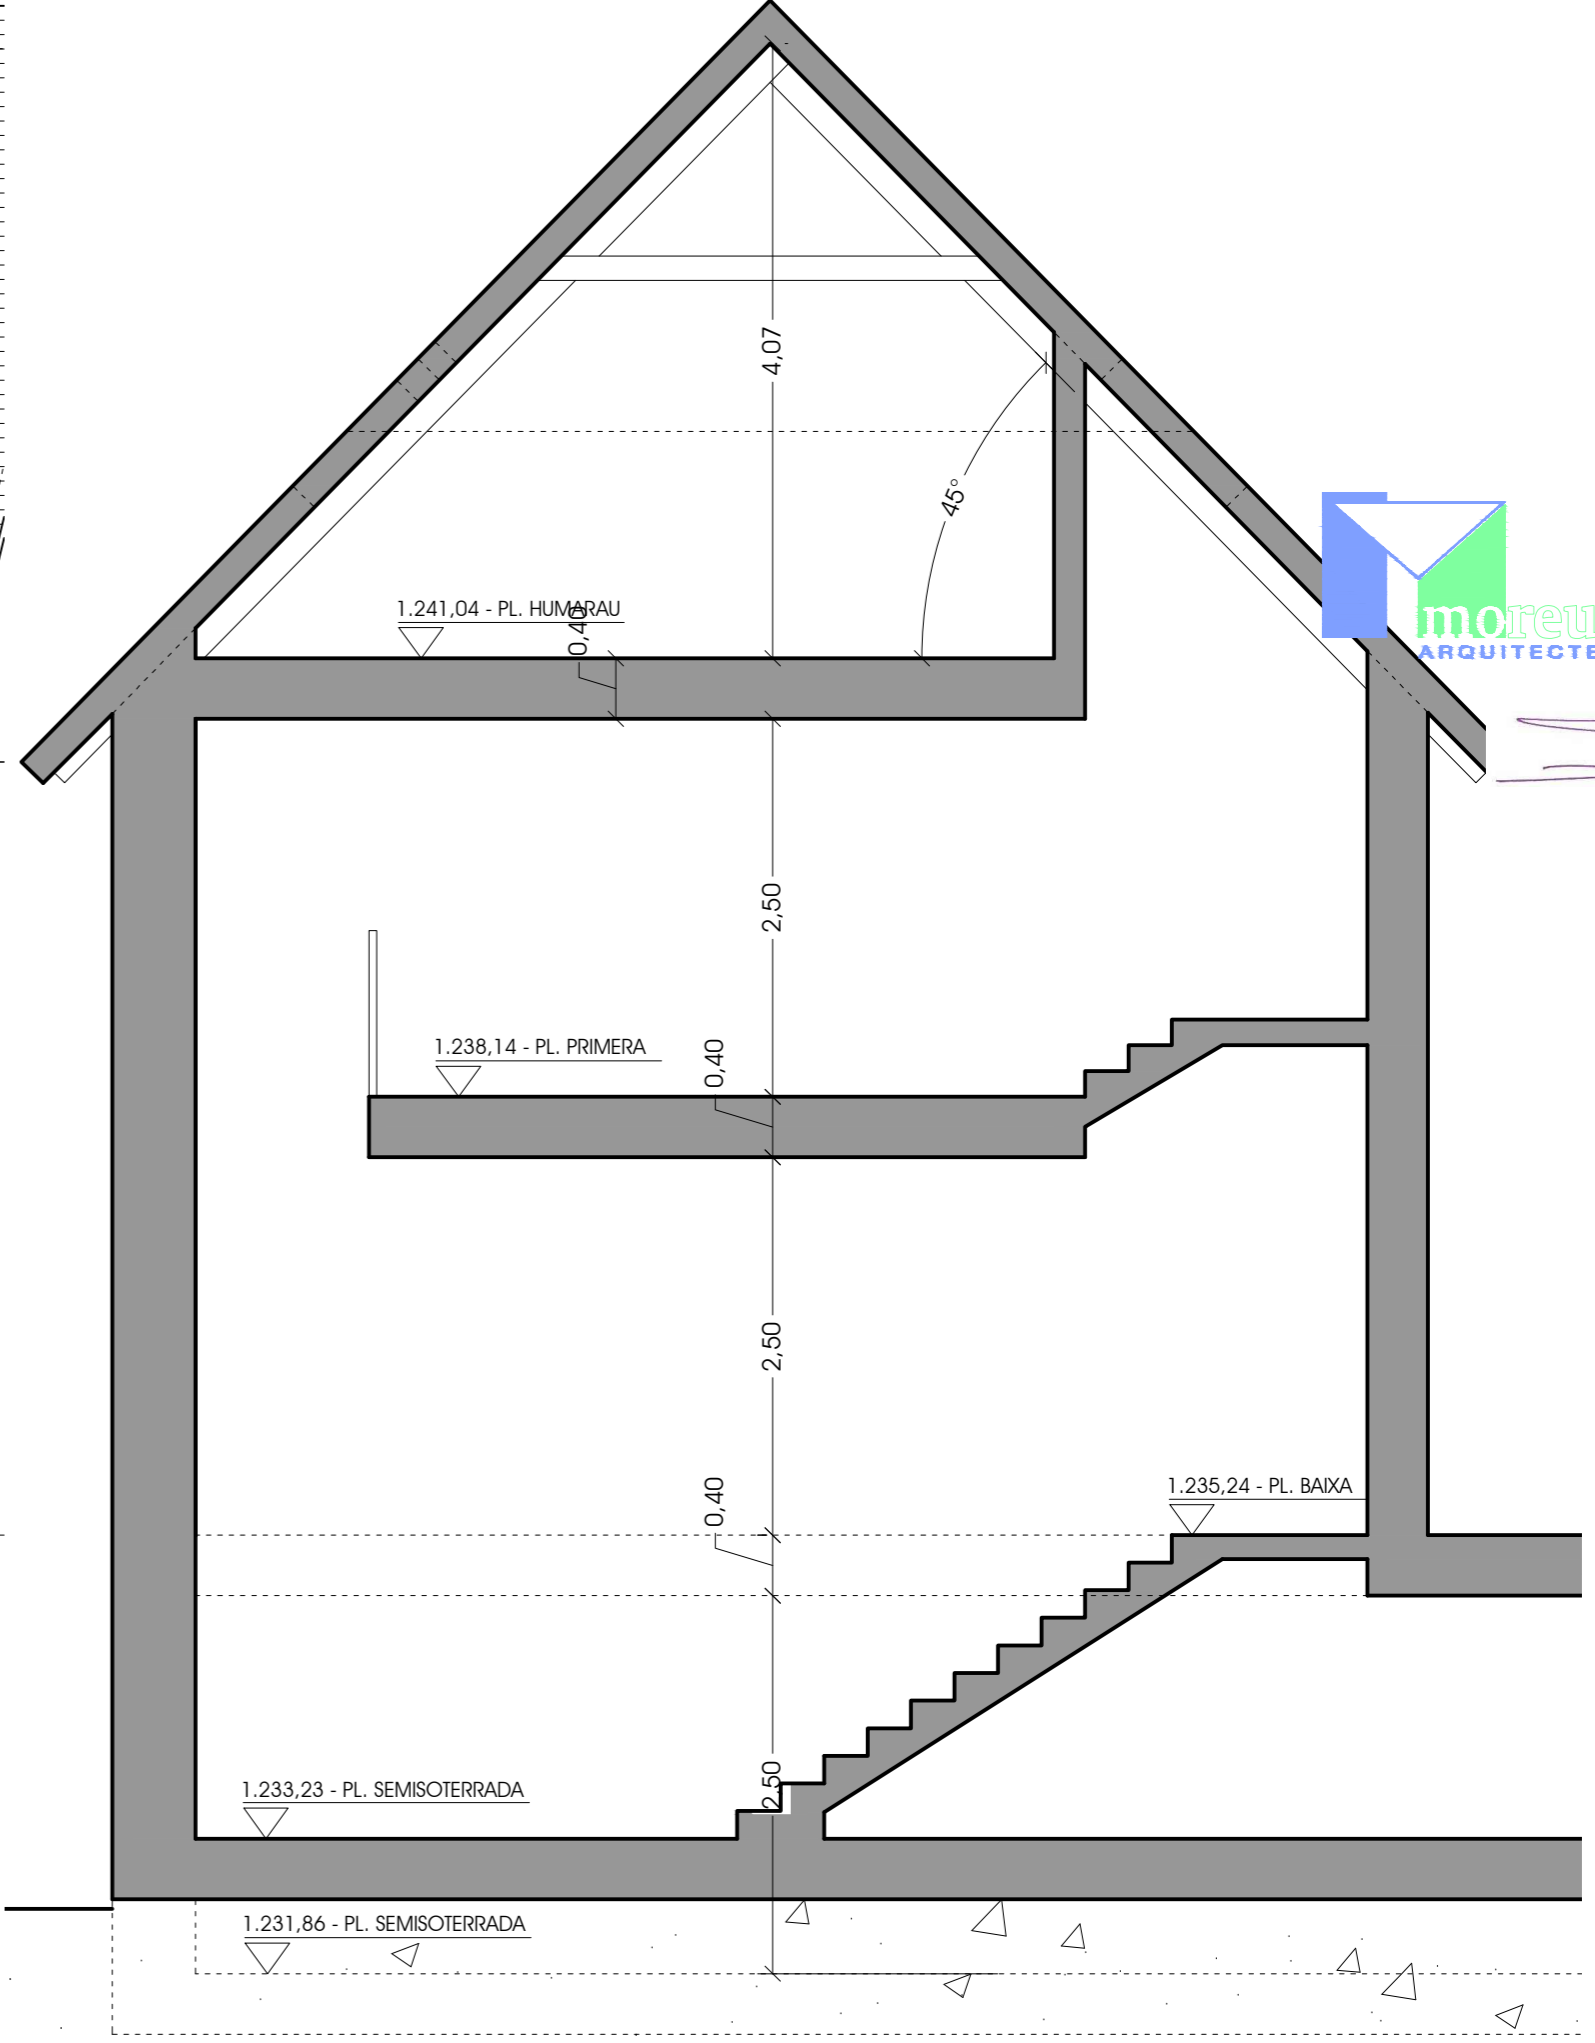 4,07
45°
1.241,04 - PL. HUMARAU
0,40
moreu
ARQUITECTE
2,50
1.238,14 - PL. PRIMERA
0,40
2,50
1.235,24 - PL. BAIXA
0,40
2,50
1.233,23 - PL. SEMISOTERRADA
1.231,86 - PL. SEMISOTERRADA